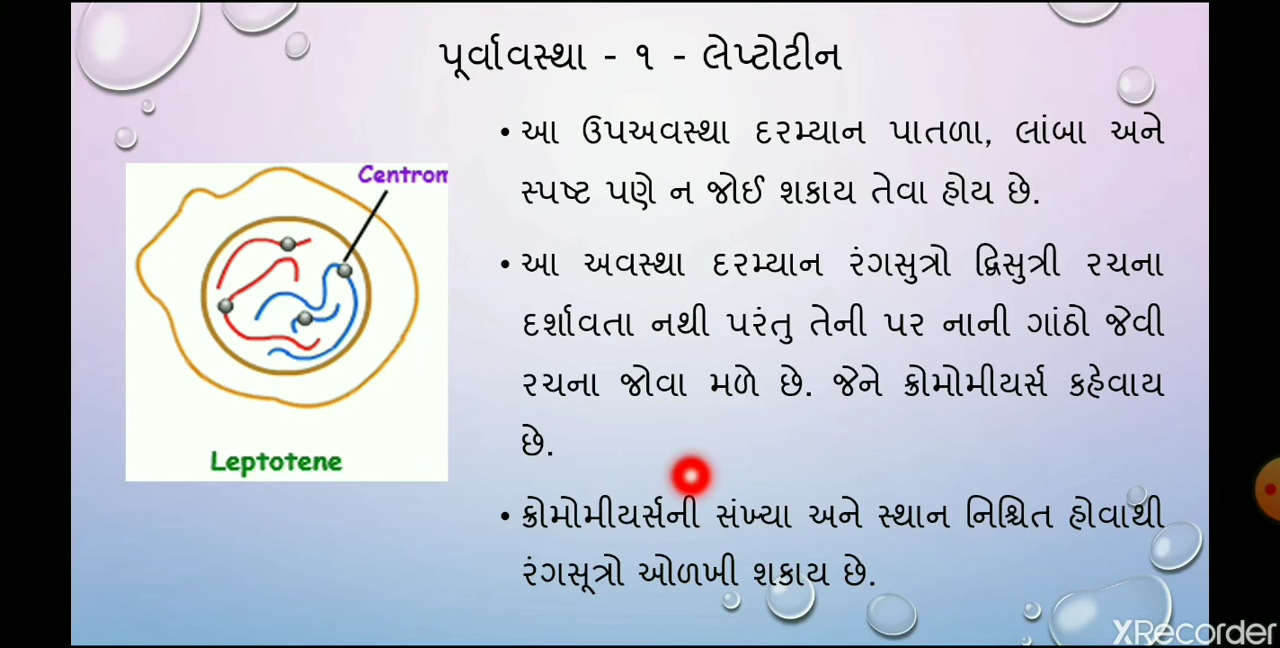 પૂર્વાવસ્થા - ૧ - લેપ્ટોટીન
• આ ઉપઅવસ્થા દરમ્યાન પાતળા, લાંબા અને
સ્પષ્ટ પણે ન જોઈ શકાય તેવા હોય છે.
• આ અવસ્થા દરમ્યાન રંગસુત્રો દ્વિસુત્રી રચના
દર્શાવતા નથી પરંતુ તેની પર નાની ગાંઠો જેવી
રચના જોવા મળે છે. જેને ક્રોમોમીયર્સ કહેવાય
છે.
• ક્રોમોમીયર્સની સંખ્યા અને સ્થાન નિશ્ચિત હોવાથી
રંગસૂત્રો ઓળખી શકાય છે.
Centrom
Leptotene
XRecorder